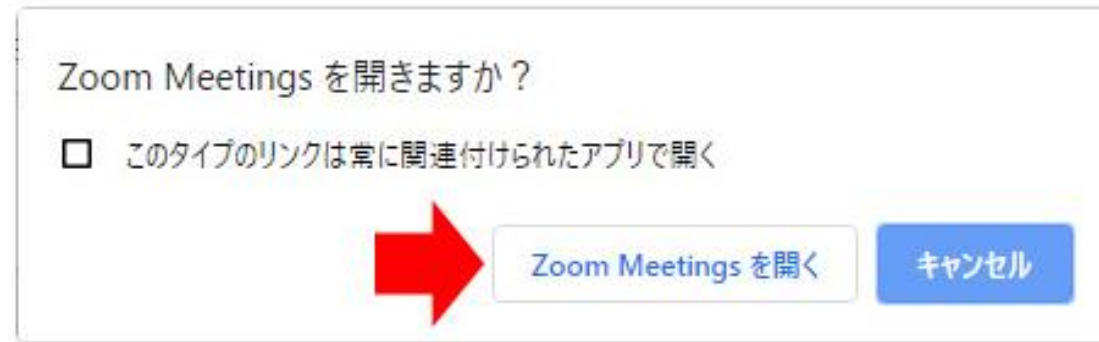 Zoom Meetings を開きますか？
このタイプのリンクは常に関連付けられたアプリで開く
Zoom Meetings を開く
キャンセル